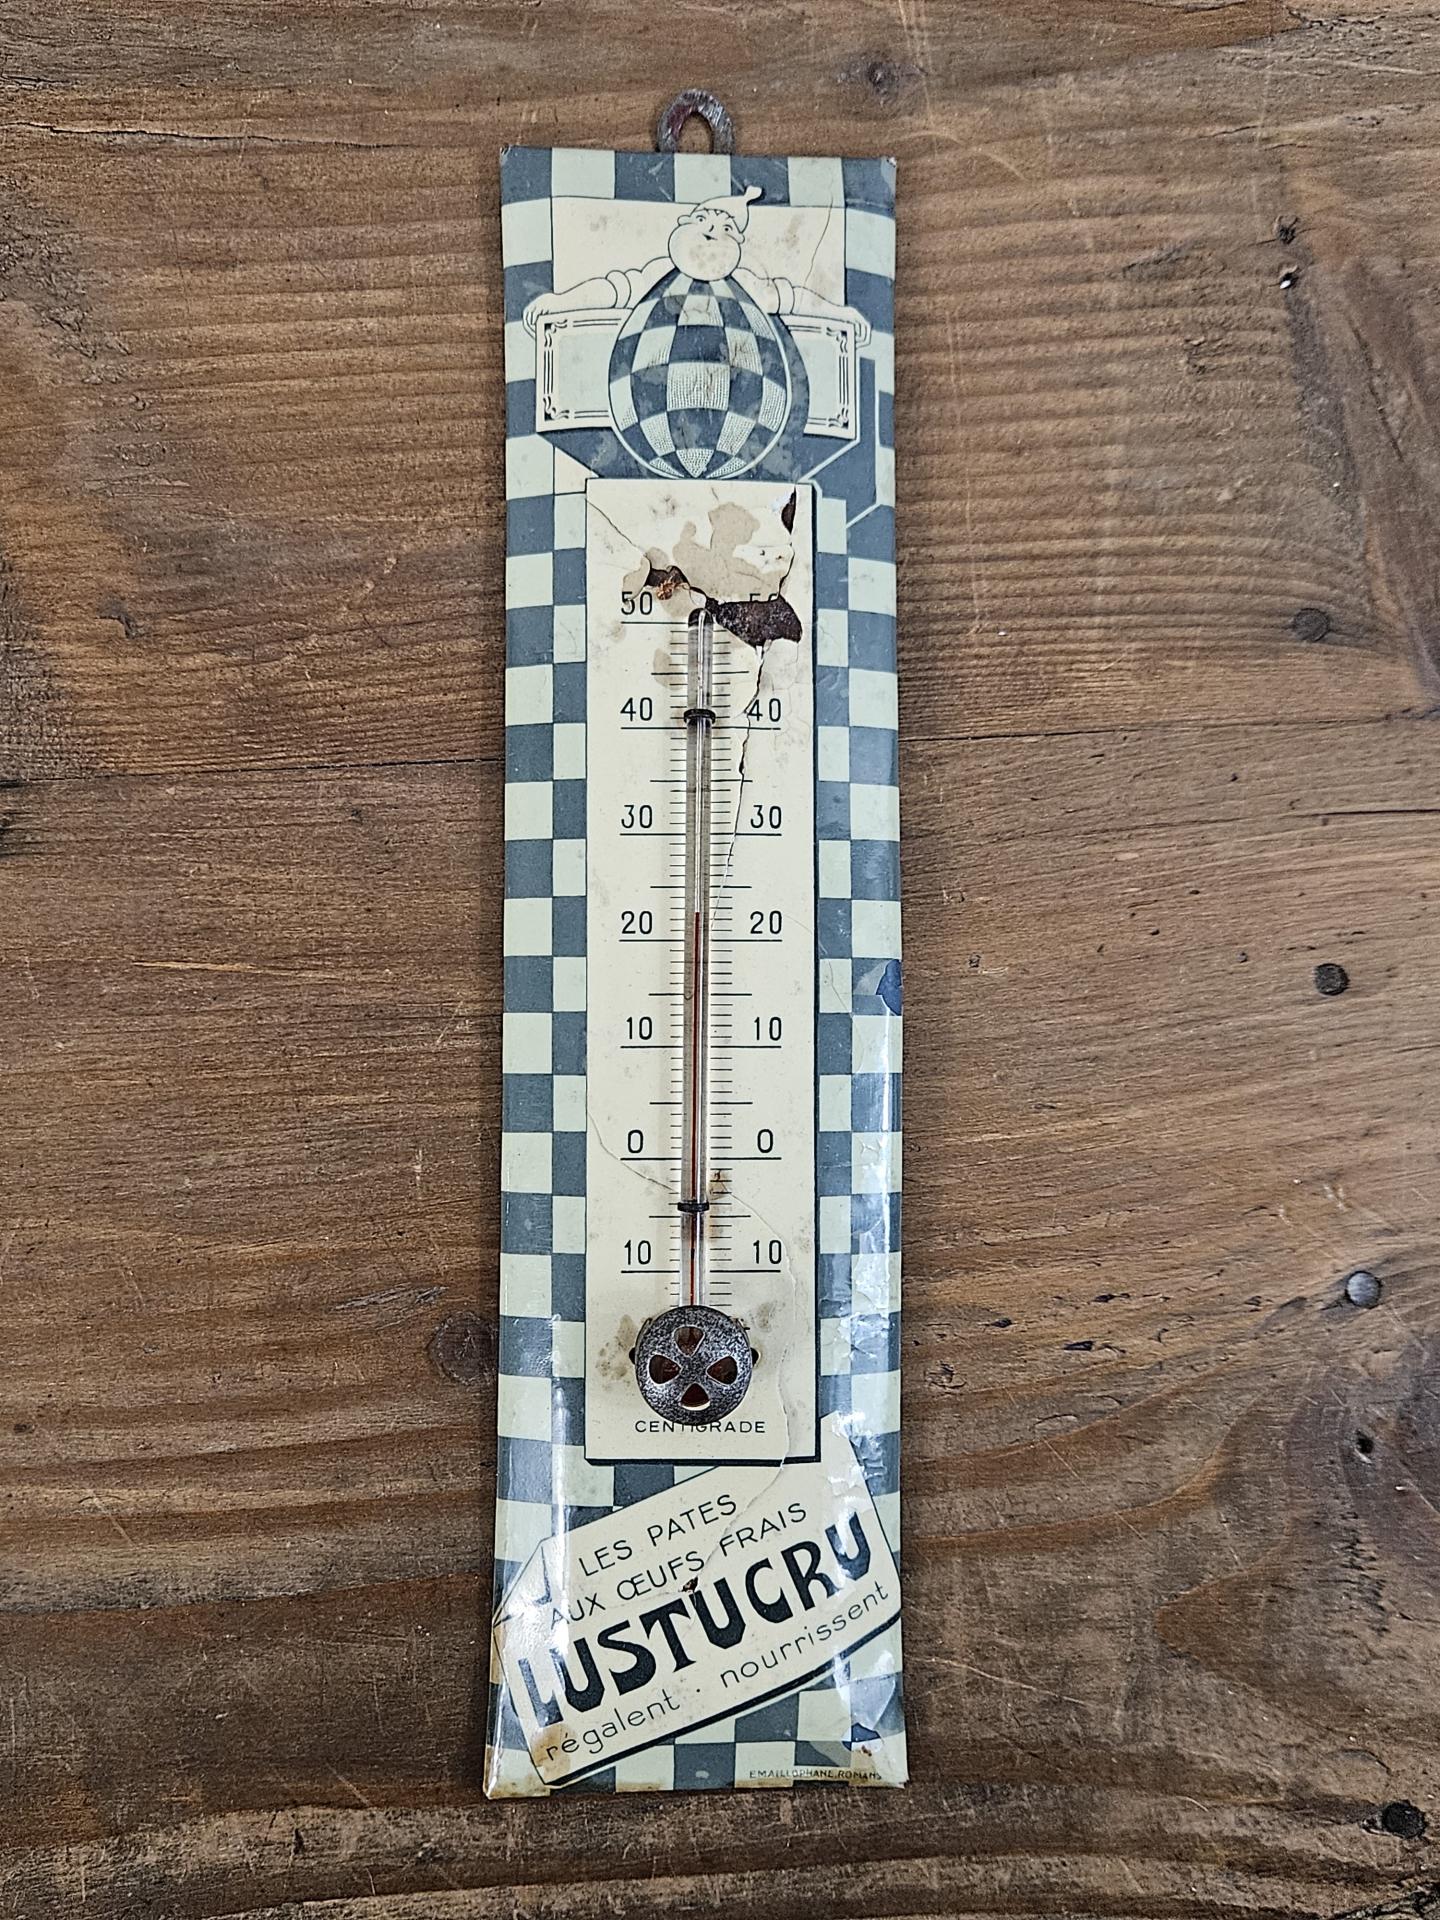 50 50
40 40
30 30
20 20
10 10
0 0
10 10
CENTIGRADE
LES PATES
AUX ŒUFS FRAIS
LUSTUCRU
régalent · nourrissent
EMAILLOPHANE.ROMANS